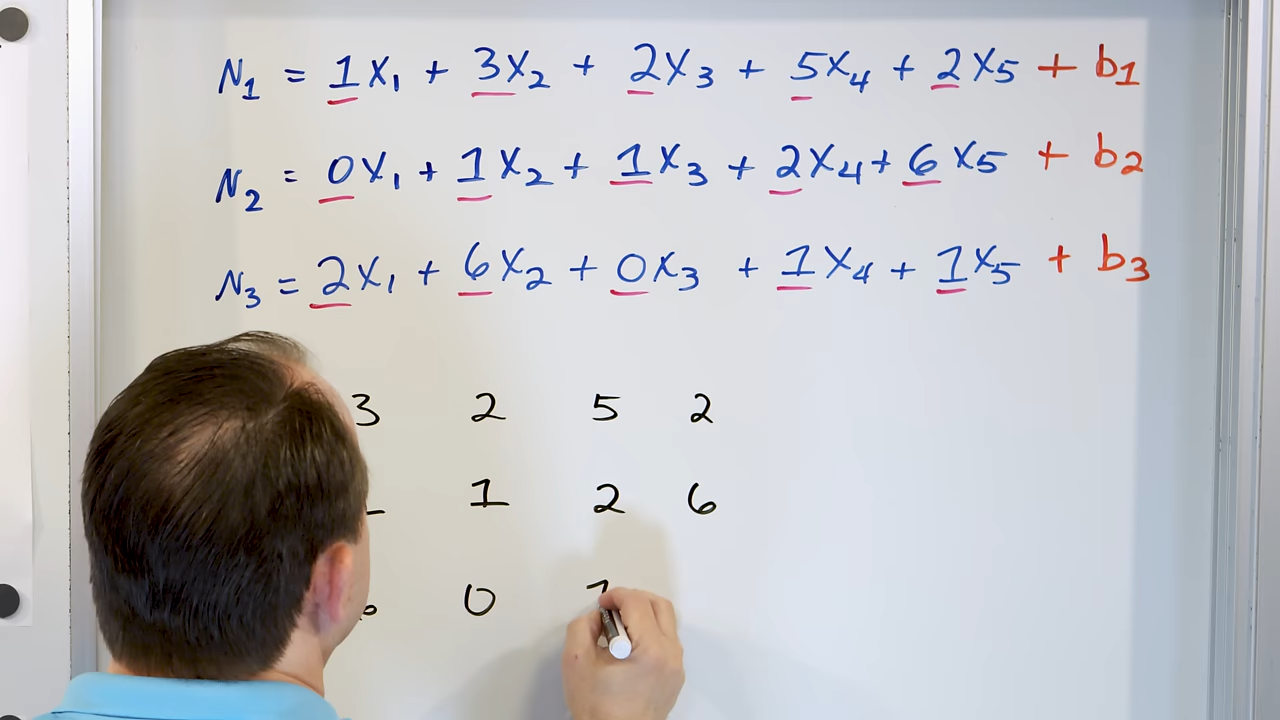 N₁ = 1x₁ + 3x₂ + 2x₃ + 5x₄ + 2x₅ + b₁
N₂ = 0x₁ + 1x₂ + 1x₃ + 2x₄ + 6x₅ + b₂
N₃ = 2x₁ + 6x₂ + 0x₃ + 1x₄ + 1x₅ + b₃
3 2 5 2
1 2 6
0